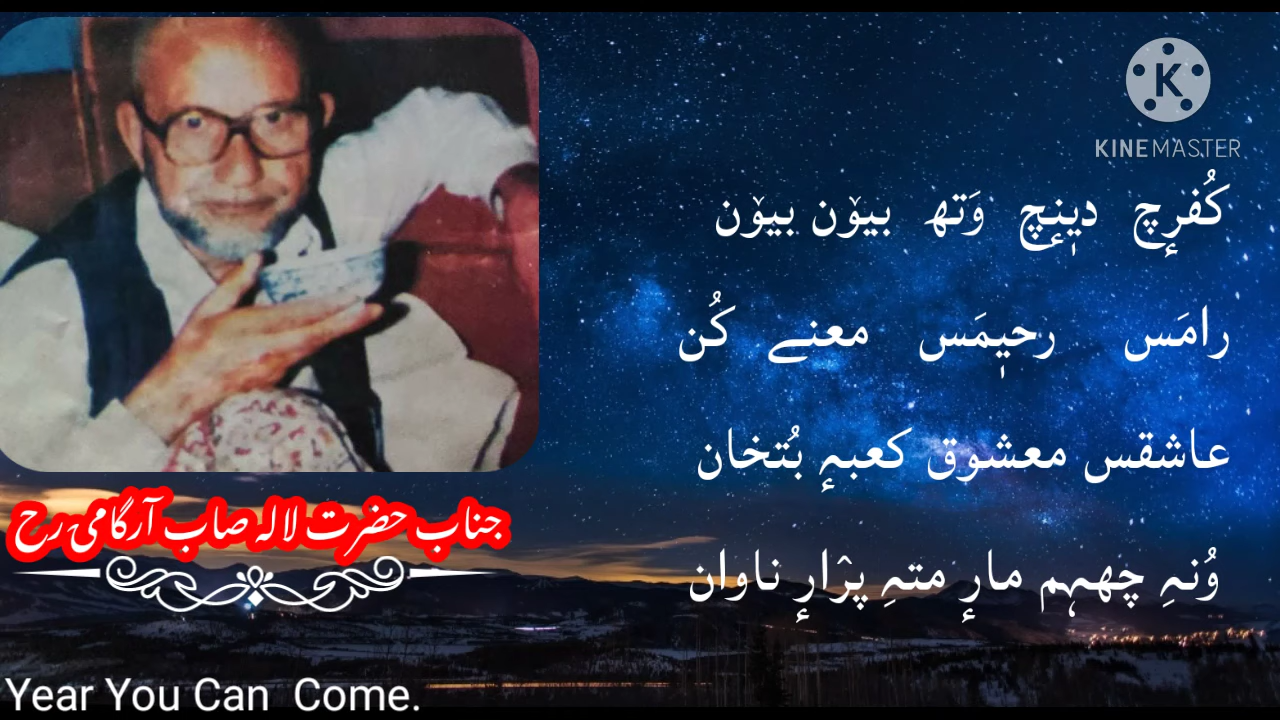 KINEMASTER
کُفرٕچ دیٖنٕچ وَتھ بیوٚن بیوٚن
رامَس رحیٖمَس معنے کُن
عاشقس معشوق کعبہٕ بُتخان
وُنہِ چھہم مارٕ متہِ پژارٕ ناوان
جناب حضرت لالہ صاب آرگامی رح
Year You Can Come.